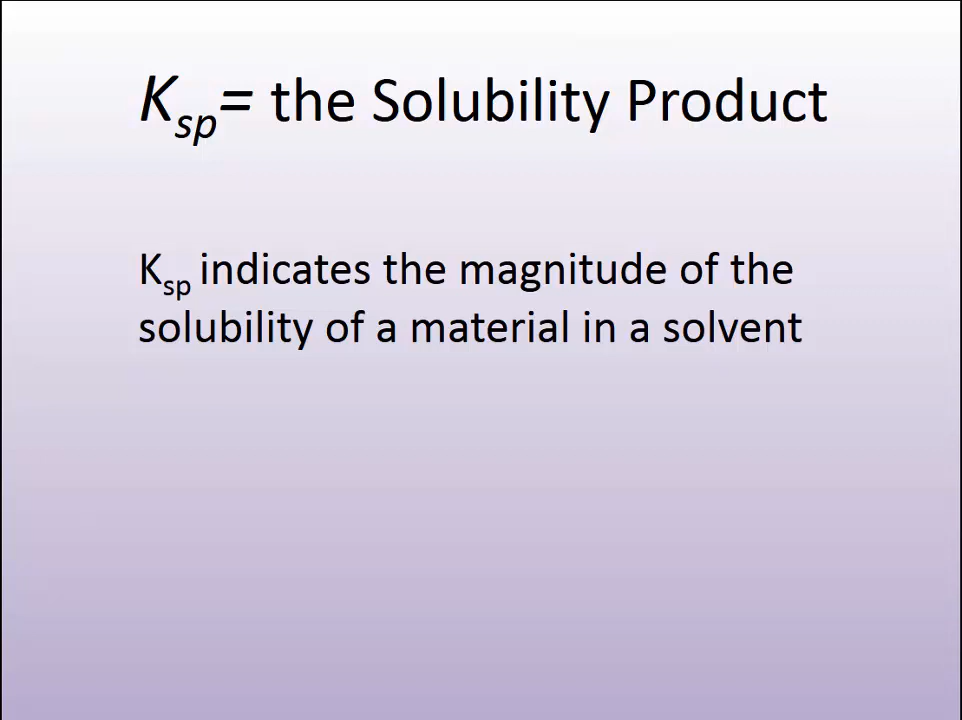 Ksp= the Solubility Product
Ksp indicates the magnitude of the
solubility of a material in a solvent